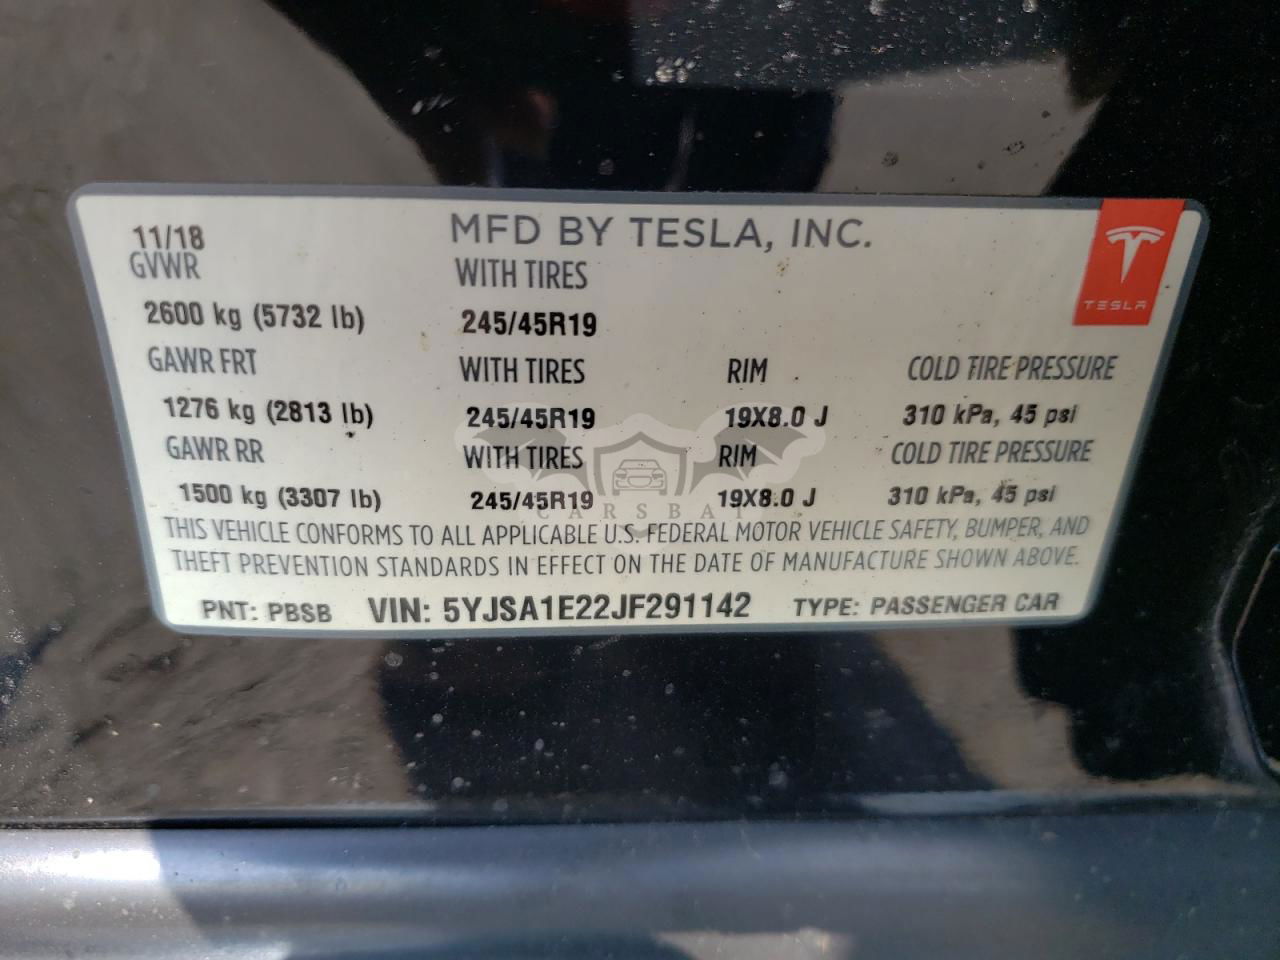 11/18 MFD BY TESLA, INC.
GVWR WITH TIRES
TESLA
2600 kg (5732 lb) 245/45R19
GAWR FRT WITH TIRES RIM COLD TIRE PRESSURE
1276 kg (2813 lb) 245/45R19 19X8.0 J 310 kPa, 45 psi
GAWR RR WITH TIRES RIM COLD TIRE PRESSURE
1500 kg (3307 lb) 245/45R19 19X8.0 J 310 kPa, 45 psi
CARSBAT
THIS VEHICLE CONFORMS TO ALL APPLICABLE U.S. FEDERAL MOTOR VEHICLE SAFETY, BUMPER, AND
THEFT PREVENTION STANDARDS IN EFFECT ON THE DATE OF MANUFACTURE SHOWN ABOVE.
PNT: PBSB VIN: 5YJSA1E22JF291142 TYPE: PASSENGER CAR